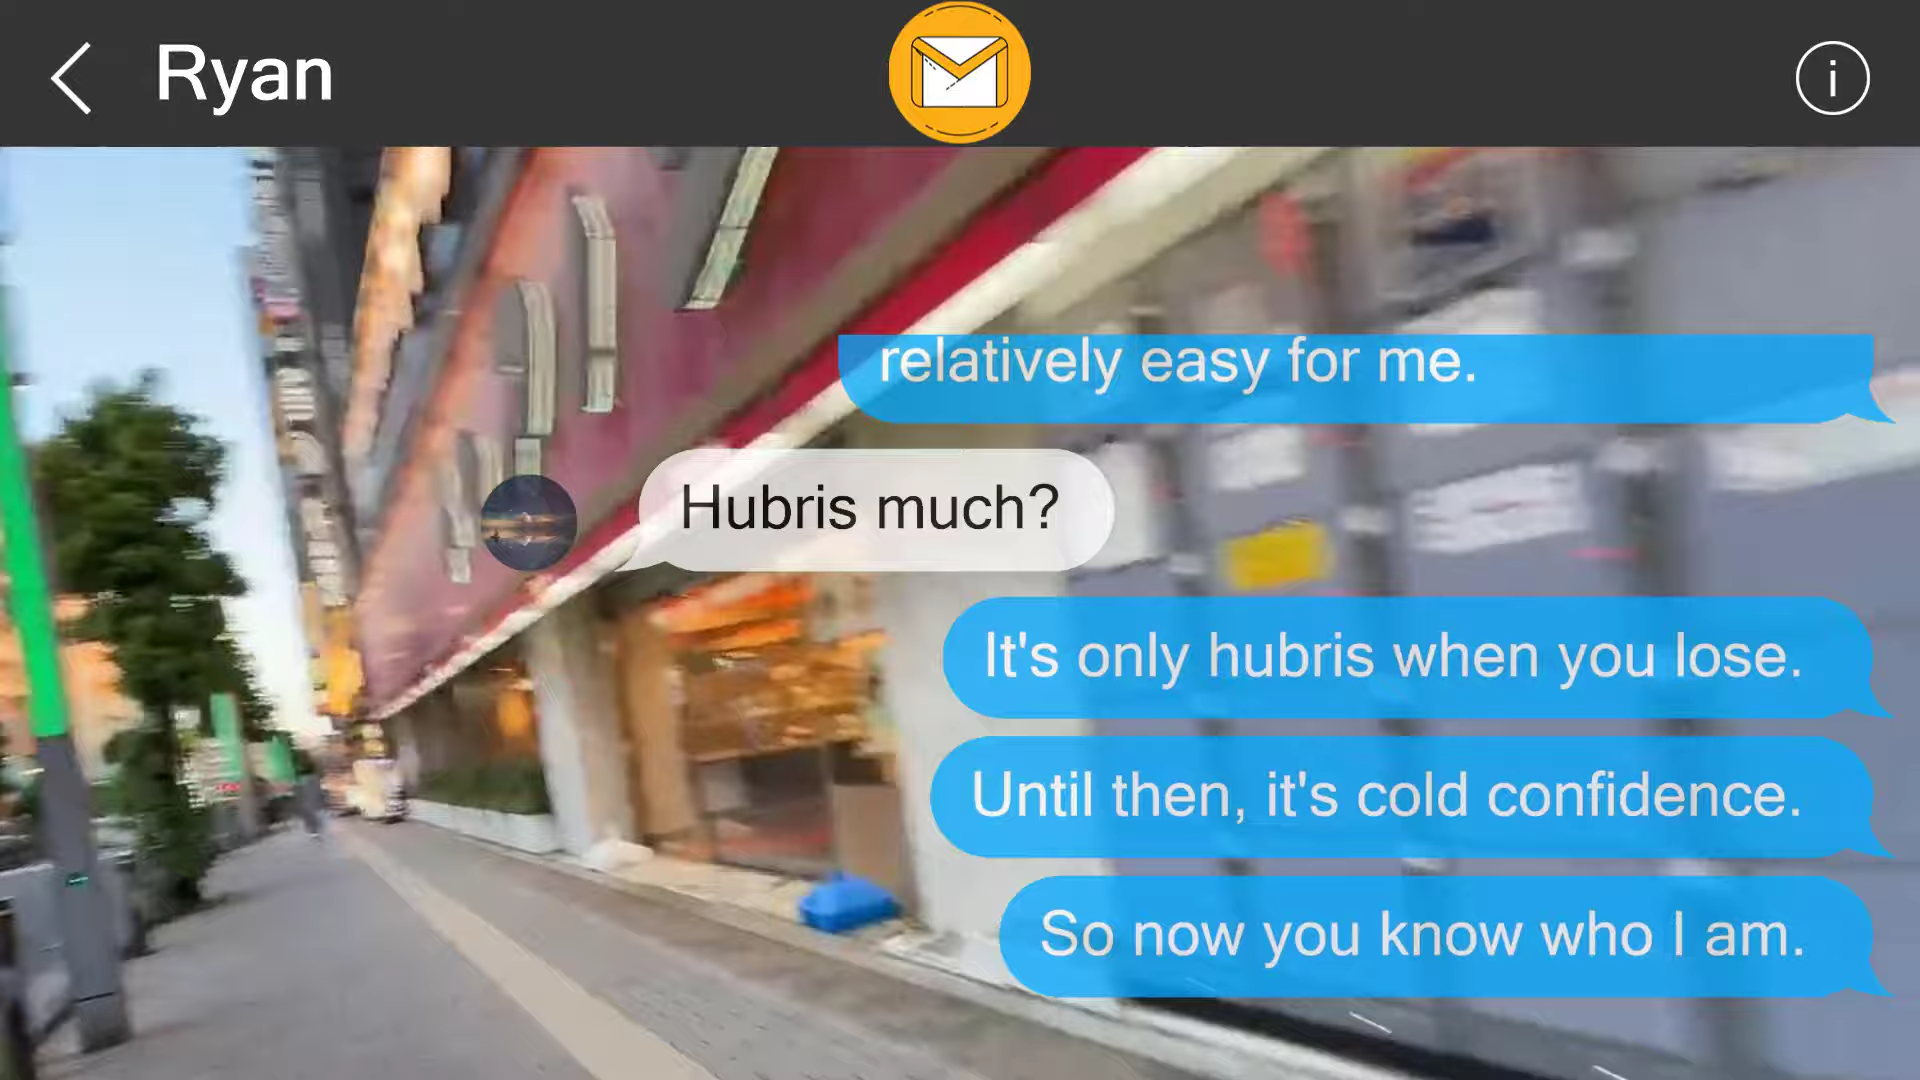 Ryan
relatively easy for me.
Hubris much?
It's only hubris when you lose.
Until then, it's cold confidence.
So now you know who I am.